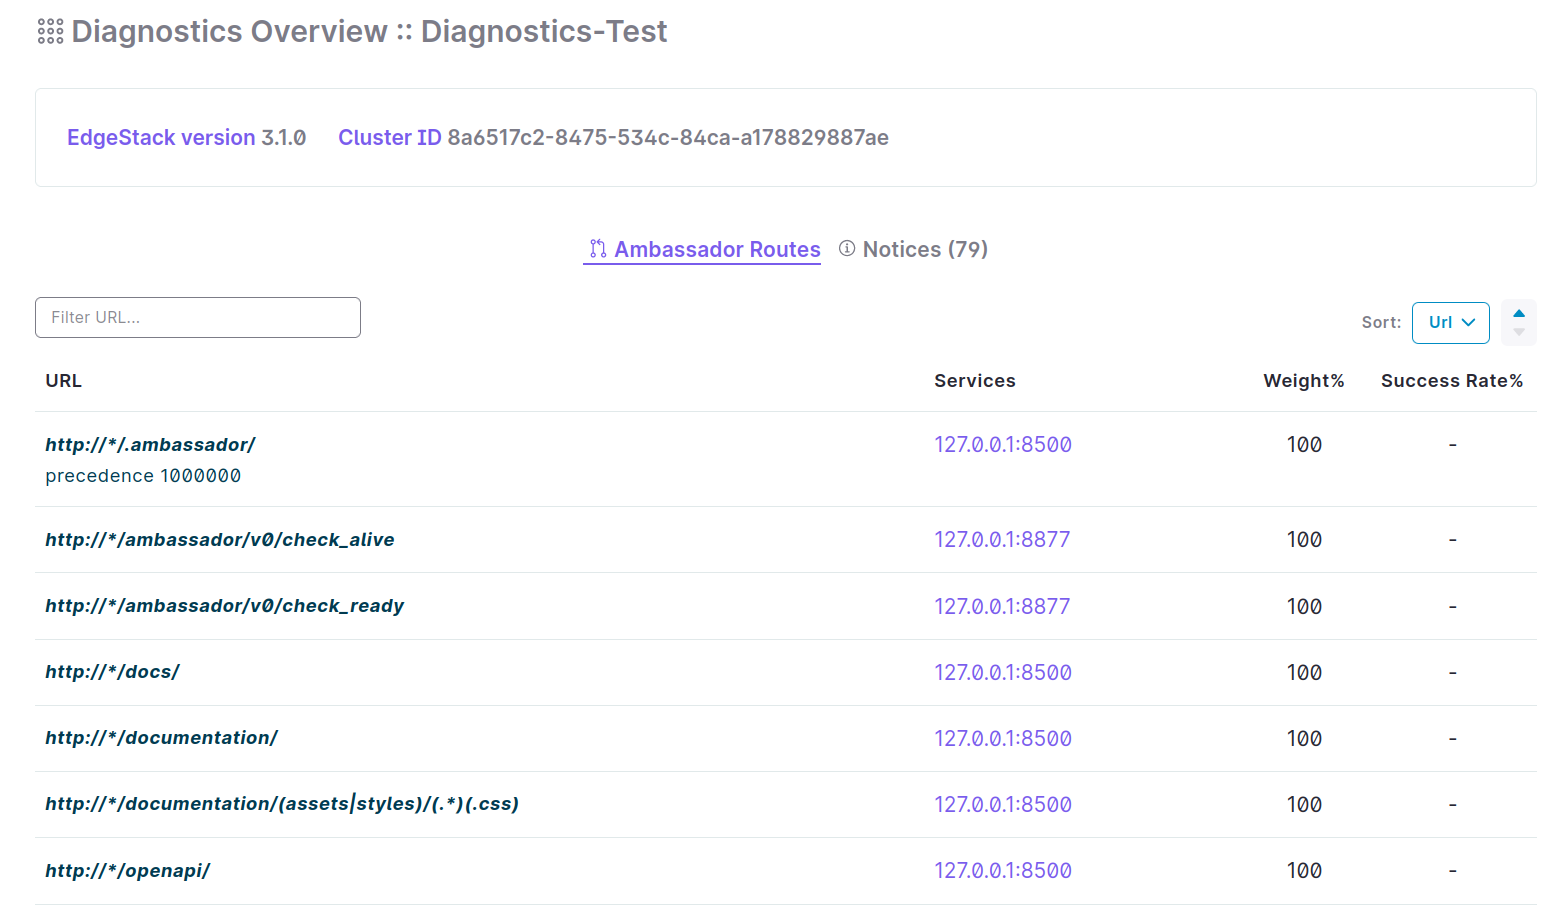 Diagnostics Overview :: Diagnostics-Test
EdgeStack version 3.1.0 Cluster ID 8a6517c2-8475-534c-84ca-a178829887ae
Ambassador Routes Notices (79)
Filter URL...
Sort: Url
URL Services Weight% Success Rate%
http://*/.ambassador/ 127.0.0.1:8500 100 -
precedence 1000000
http://*/ambassador/v0/check_alive 127.0.0.1:8877 100 -
http://*/ambassador/v0/check_ready 127.0.0.1:8877 100 -
http://*/docs/ 127.0.0.1:8500 100 -
http://*/documentation/ 127.0.0.1:8500 100 -
http://*/documentation/(assets|styles)/(.*)(.css) 127.0.0.1:8500 100 -
http://*/openapi/ 127.0.0.1:8500 100 -